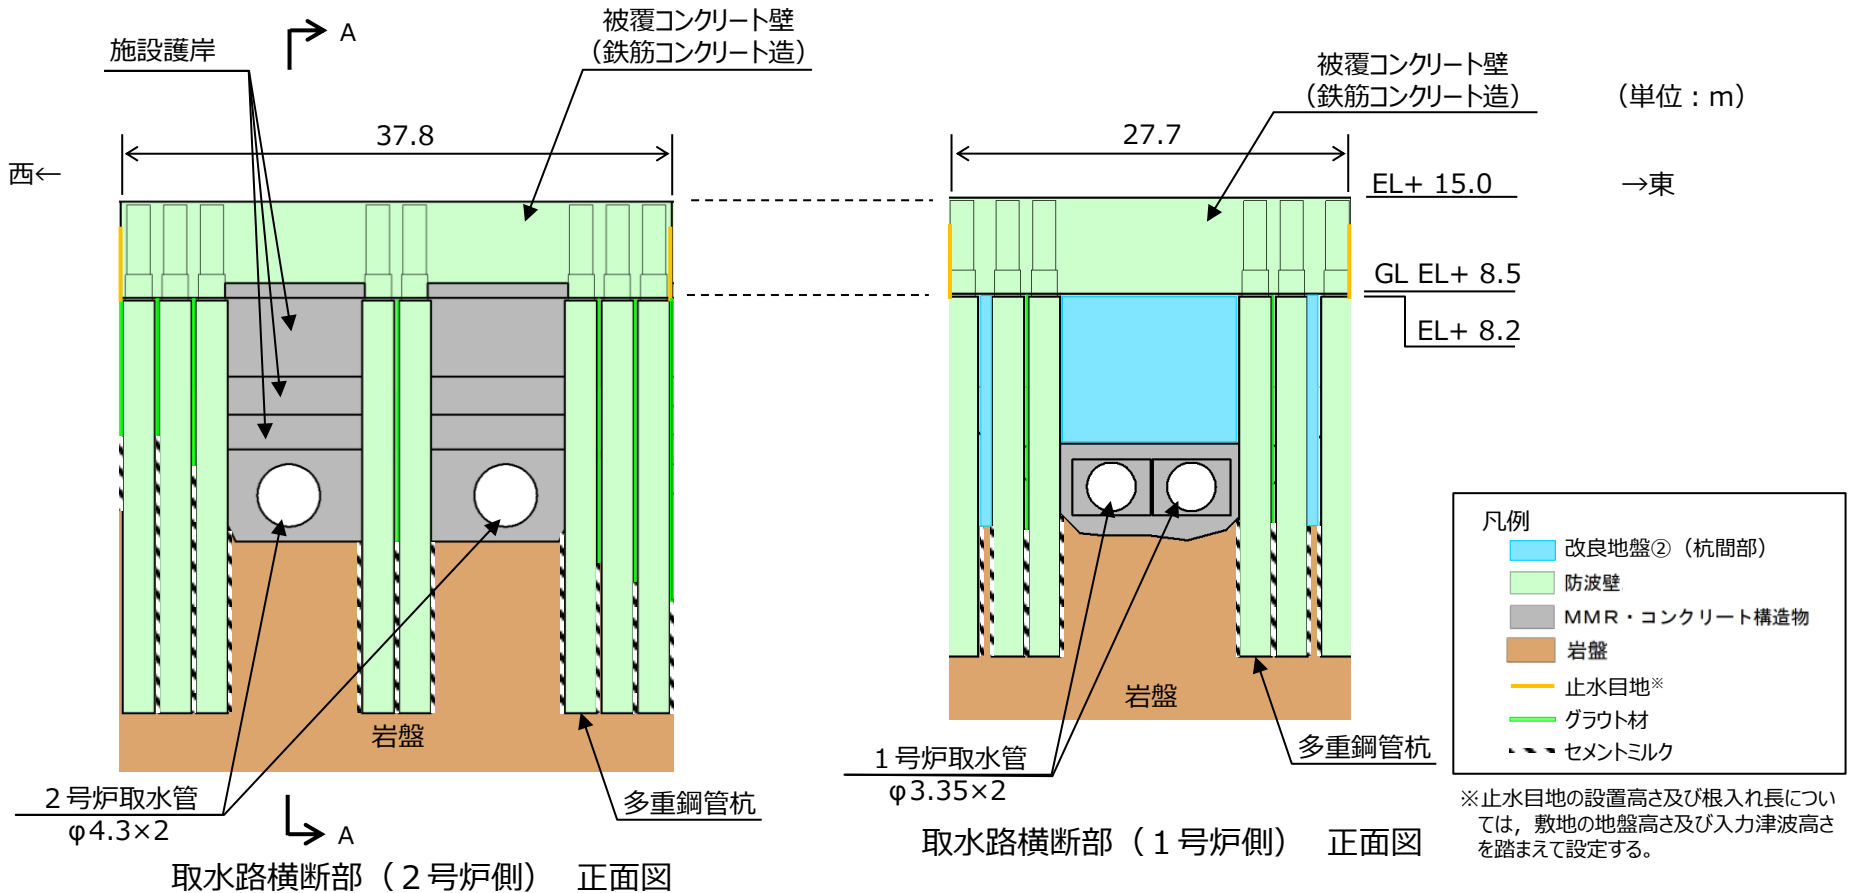 A
施設護岸
被覆コンクリート壁
（鉄筋コンクリート造）
37.8
西←
被覆コンクリート壁
（鉄筋コンクリート造）
（単位：m）
27.7
EL+ 15.0
→東
GL EL+ 8.5
EL+ 8.2
岩盤
２号炉取水管
φ4.3×2
A
多重鋼管杭
取水路横断部（２号炉側）　正面図
岩盤
１号炉取水管
φ3.35×2
多重鋼管杭
取水路横断部（１号炉側）　正面図
凡例
改良地盤②（杭間部）
防波壁
ＭＭＲ・コンクリート構造物
岩盤
止水目地※
グラウト材
セメントミルク
※止水目地の設置高さ及び根入れ長につい
ては，敷地の地盤高さ及び入力津波高さ
を踏まえて設定する。